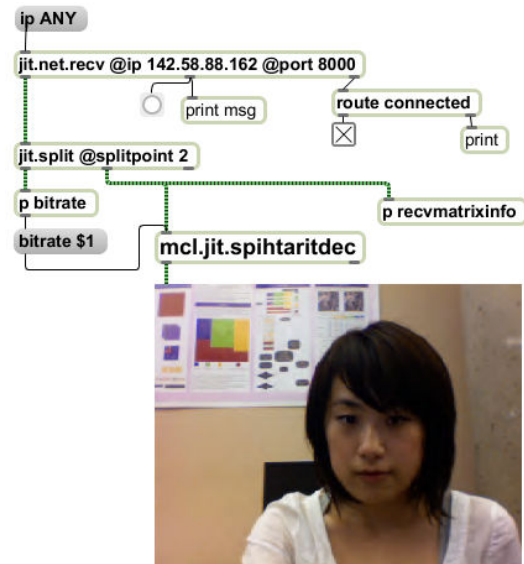 ip ANY
jit.net.recv @ip 142.58.88.162 @port 8000
print msg
route connected
print
jit.split @splitpoint 2
p bitrate
p recvmatrixinfo
bitrate $1
mcl.jit.spihtaritdec